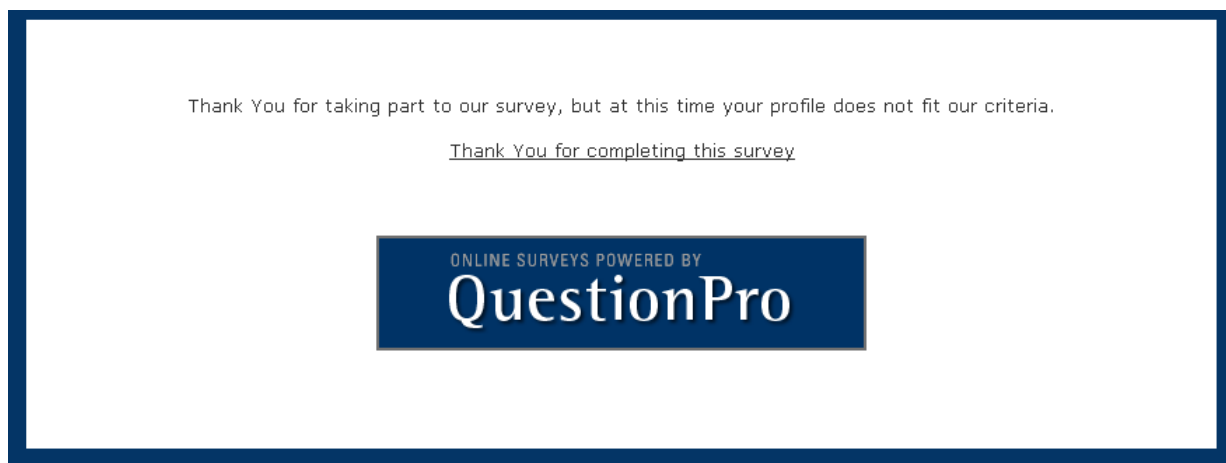 Thank You for taking part to our survey, but at this time your profile does not fit our criteria.
Thank You for completing this survey
ONLINE SURVEYS POWERED BY
QuestionPro